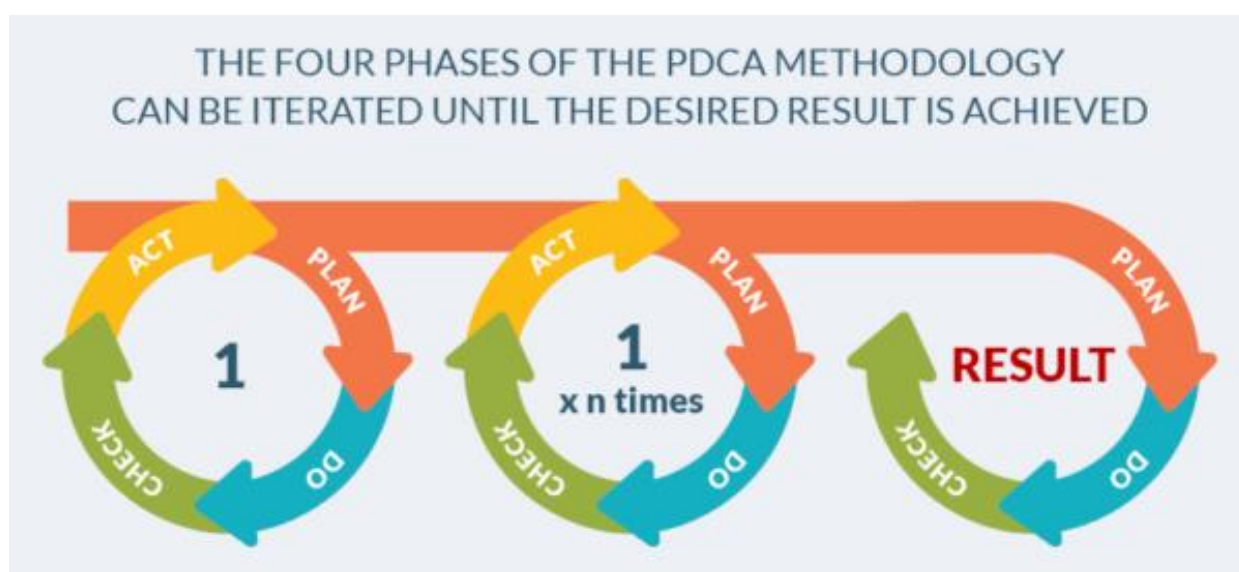 THE FOUR PHASES OF THE PDCA METHODOLOGY
CAN BE ITERATED UNTIL THE DESIRED RESULT IS ACHIEVED
ACT
PLAN
1
CHECK
DO
ACT
PLAN
1
x n times
CHECK
DO
PLAN
RESULT
CHECK
DO